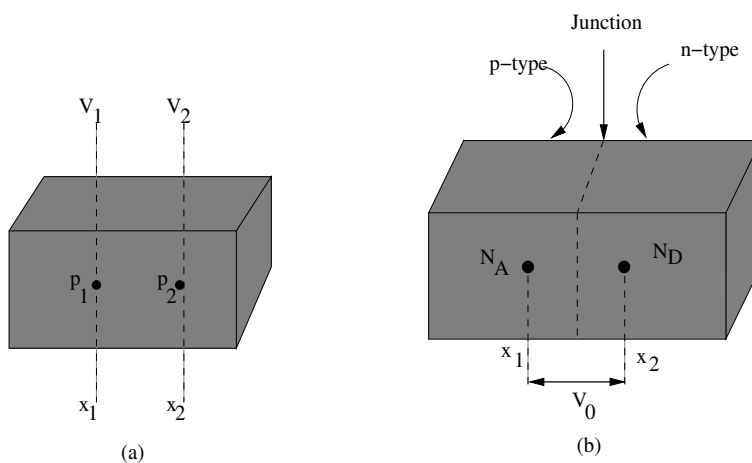 V1 V2
p1 p2
x1 x2
(a)
Junction
p−type n−type
NA ND
x1 x2
V0
(b)